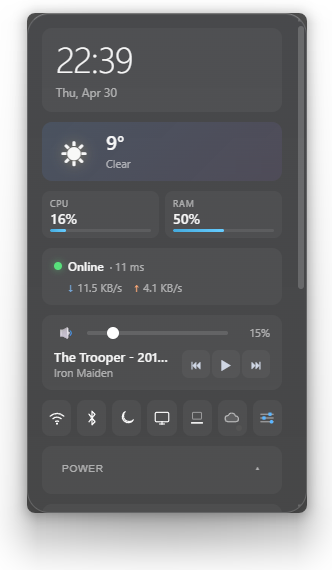 22:39
Thu, Apr 30
9°
Clear
CPU
16%
RAM
50%
Online · 11 ms
↓ 11.5 KB/s ↑ 4.1 KB/s
15%
The Trooper - 201...
Iron Maiden
POWER